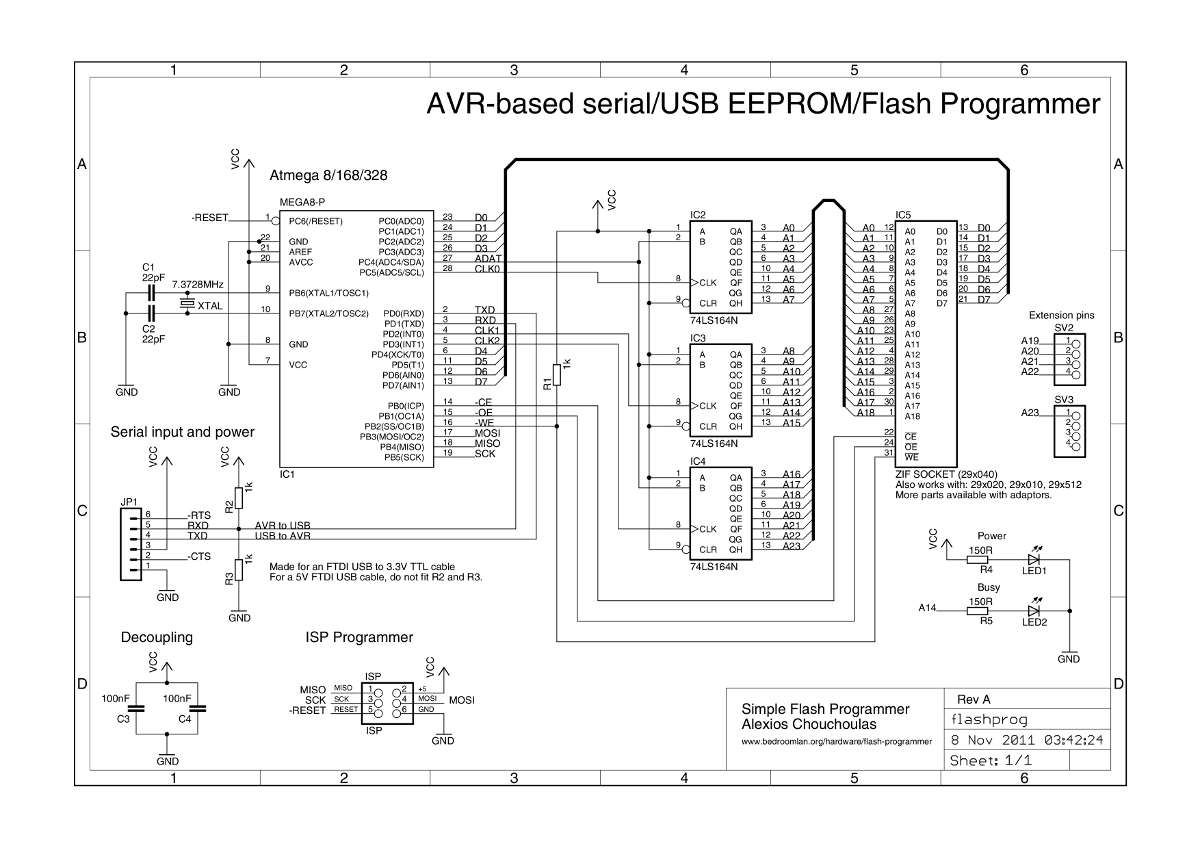 1 2 3 4 5 6
AVR-based serial/USB EEPROM/Flash Programmer
A A
B B
C C
D D
VCC
Atmega 8/168/328
MEGA8-P
-RESET
1 PC6(/RESET)
22 GND
21 AREF
20 AVCC
9 PB6(XTAL1/TOSC1)
10 PB7(XTAL2/TOSC2)
8 GND
7 VCC
PC0(ADC0) 23 D0
PC1(ADC1) 24 D1
PC2(ADC2) 25 D2
PC3(ADC3) 26 D3
PC4(ADC4/SDA) 27 ADAT
PC5(ADC5/SCL) 28 CLK0
PD0(RXD) 2 TXD
PD1(TXD) 3 RXD
PD2(INT0) 4 CLK1
PD3(INT1) 5 CLK2
PD4(XCK/T0) 6 D4
PD5(T1) 11 D5
PD6(AIN0) 12 D6
PD7(AIN1) 13 D7
PB0(ICP) 14 -CE
PB1(OC1A) 15 -OE
PB2(SS/OC1B) 16 -WE
PB3(MOSI/OC2) 17 MOSI
PB4(MISO) 18 MISO
PB5(SCK) 19 SCK
IC1
C1
22pF
7.3728MHz
XTAL
C2
22pF
GND
GND
R1
1k
VCC
IC2
1 A QA 3 A0
2 B QB 4 A1
QC 5 A2
QD 6 A3
QE 10 A4
8 CLK QF 11 A5
QG 12 A6
9 CLR QH 13 A7
74LS164N
IC3
1 A QA 3 A8
2 B QB 4 A9
QC 5 A10
QD 6 A11
QE 10 A12
8 CLK QF 11 A13
QG 12 A14
9 CLR QH 13 A15
74LS164N
IC4
1 A QA 3 A16
2 B QB 4 A17
QC 5 A18
QD 6 A19
QE 10 A20
8 CLK QF 11 A21
QG 12 A22
9 CLR QH 13 A23
74LS164N
IC5
A0 12 A0 D0 13 D0
A1 11 A1 D1 14 D1
A2 10 A2 D2 15 D2
A3 9 A3 D3 17 D3
A4 8 A4 D4 18 D4
A5 7 A5 D5 19 D5
A6 6 A6 D6 20 D6
A7 5 A7 D7 21 D7
A8 27 A8
A9 26 A9
A10 23 A10
A11 25 A11
A12 4 A12
A13 28 A13
A14 29 A14
A15 3 A15
A16 2 A16
A17 30 A17
A18 1 A18
22 CE
24 OE
31 WE
ZIF SOCKET (29x040)
Also works with: 29x020, 29x010, 29x512
More parts available with adaptors.
Extension pins
SV2
A19 1
A20 2
A21 3
A22 4
SV3
A23 1
2
3
4
Serial input and power
VCC
VCC
JP1
6 -RTS
5 RXD
4 TXD
3
2 -CTS
1
GND
R2
1k
R3
1k
GND
AVR to USB
USB to AVR
Made for an FTDI USB to 3.3V TTL cable
For a 5V FTDI USB cable, do not fit R2 and R3.
Power
VCC
150R
R4
LED1
Busy
A14
150R
R5
LED2
GND
Decoupling
VCC
100nF
C3
100nF
C4
GND
ISP Programmer
ISP
VCC
MISO MISO 1 2 +5
SCK SCK 3 4 MOSI MOSI
-RESET RESET 5 6 GND
ISP
GND
Simple Flash Programmer
Alexios Chouchoulas
www.bedroomlan.org/hardware/flash-programmer
Rev A
flashprog
8 Nov 2011 03:42:24
Sheet: 1/1
1 2 3 4 5 6